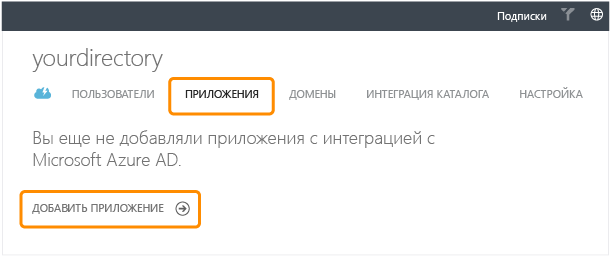 Подписки
yourdirectory
ПОЛЬЗОВАТЕЛИ ПРИЛОЖЕНИЯ ДОМЕНЫ ИНТЕГРАЦИЯ КАТАЛОГА НАСТРОЙКА
Вы еще не добавляли приложения с интеграцией с
Microsoft Azure AD.
ДОБАВИТЬ ПРИЛОЖЕНИЕ